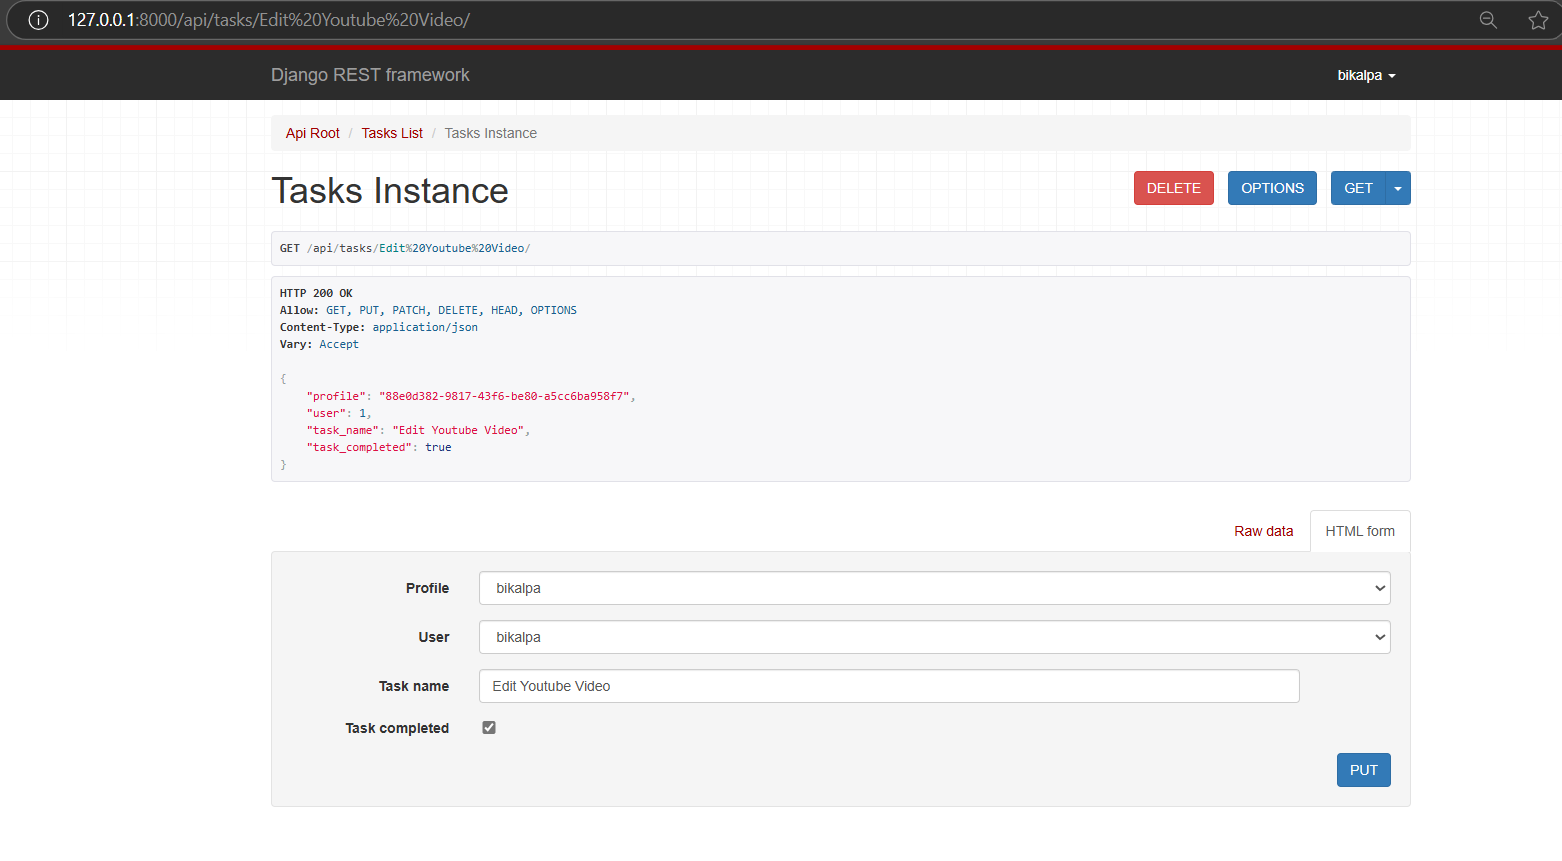 127.0.0.1:8000/api/tasks/Edit%20Youtube%20Video/
Django REST framework
bikalpa
Api Root / Tasks List / Tasks Instance
Tasks Instance
DELETE
OPTIONS
GET
GET /api/tasks/Edit%20Youtube%20Video/
HTTP 200 OK
Allow: GET, PUT, PATCH, DELETE, HEAD, OPTIONS
Content-Type: application/json
Vary: Accept
{
"profile": "88e0d382-9817-43f6-be80-a5cc6ba958f7",
"user": 1,
"task_name": "Edit Youtube Video",
"task_completed": true
}
Raw data
HTML form
Profile
bikalpa
User
bikalpa
Task name
Edit Youtube Video
Task completed
PUT